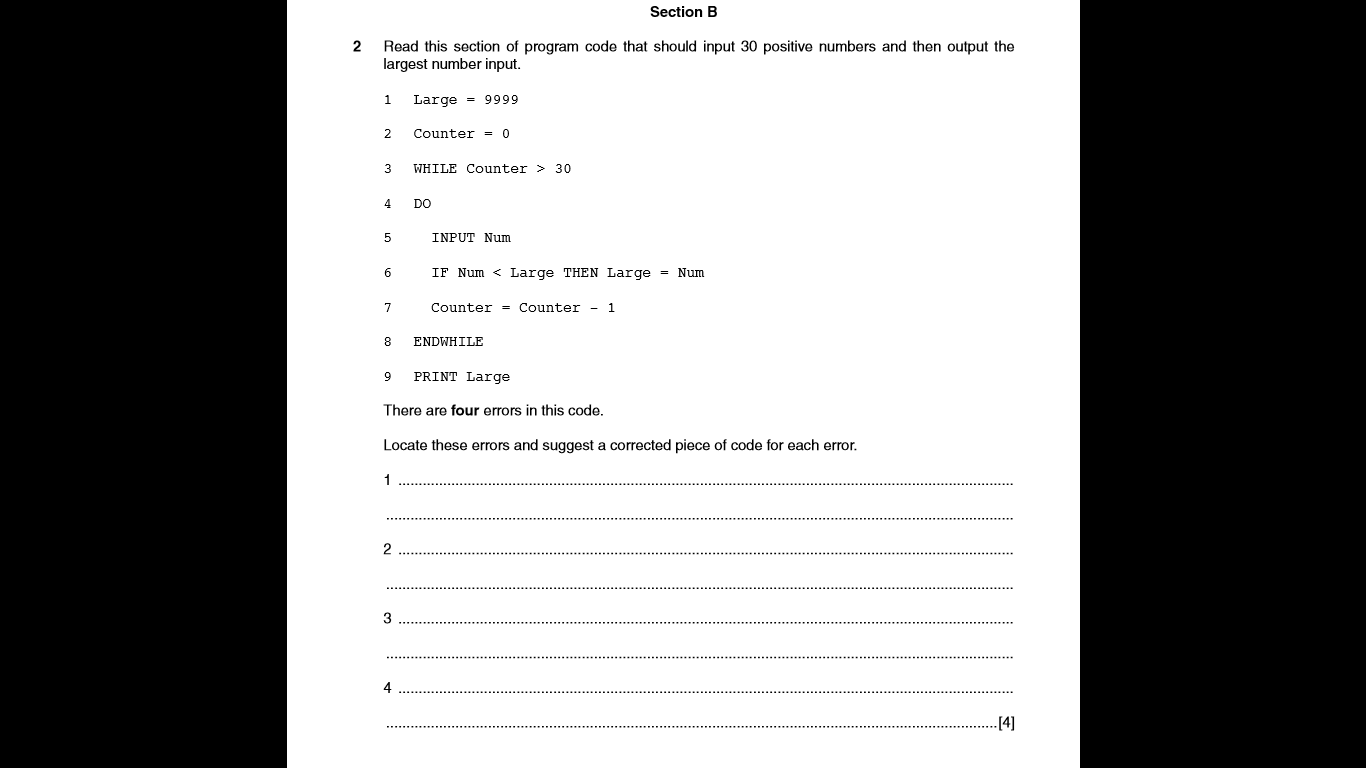 Section B
2 Read this section of program code that should input 30 positive numbers and then output the
largest number input.
1 Large = 9999
2 Counter = 0
3 WHILE Counter > 30
4 DO
5 INPUT Num
6 IF Num < Large THEN Large = Num
7 Counter = Counter – 1
8 ENDWHILE
9 PRINT Large
There are four errors in this code.
Locate these errors and suggest a corrected piece of code for each error.
1 ..........................................................................................
..........................................................................................
2 ..........................................................................................
..........................................................................................
3 ..........................................................................................
..........................................................................................
4 ..........................................................................................
..........................................................................................[4]